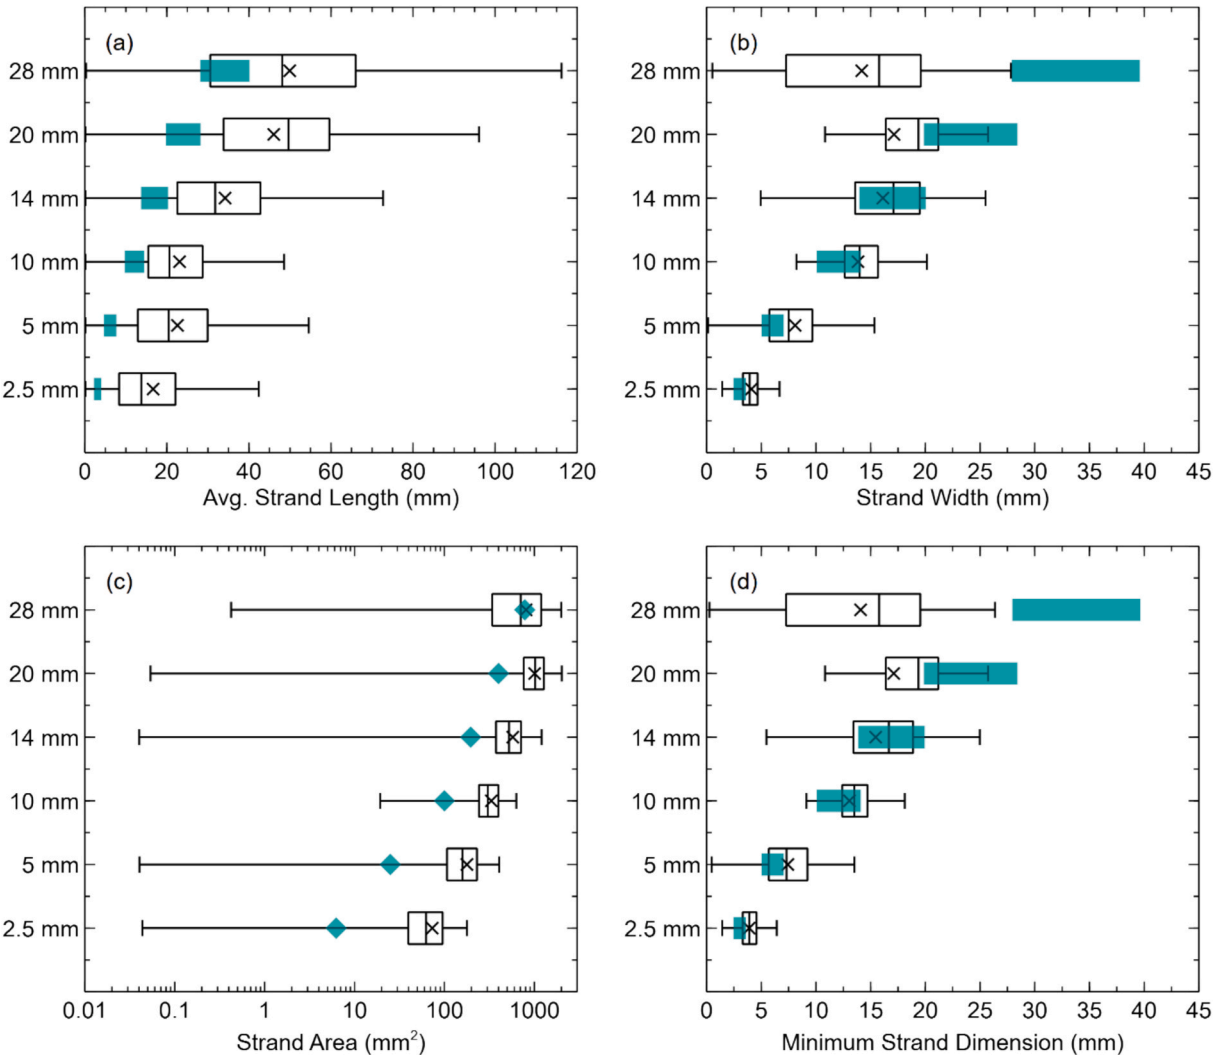 (a)
28 mm
20 mm
14 mm
10 mm
5 mm
2.5 mm
0 20 40 60 80 100 120
Avg. Strand Length (mm)
(b)
28 mm
20 mm
14 mm
10 mm
5 mm
2.5 mm
0 5 10 15 20 25 30 35 40 45
Strand Width (mm)
(c)
28 mm
20 mm
14 mm
10 mm
5 mm
2.5 mm
0.01 0.1 1 10 100 1000
Strand Area (mm²)
(d)
28 mm
20 mm
14 mm
10 mm
5 mm
2.5 mm
0 5 10 15 20 25 30 35 40 45
Minimum Strand Dimension (mm)